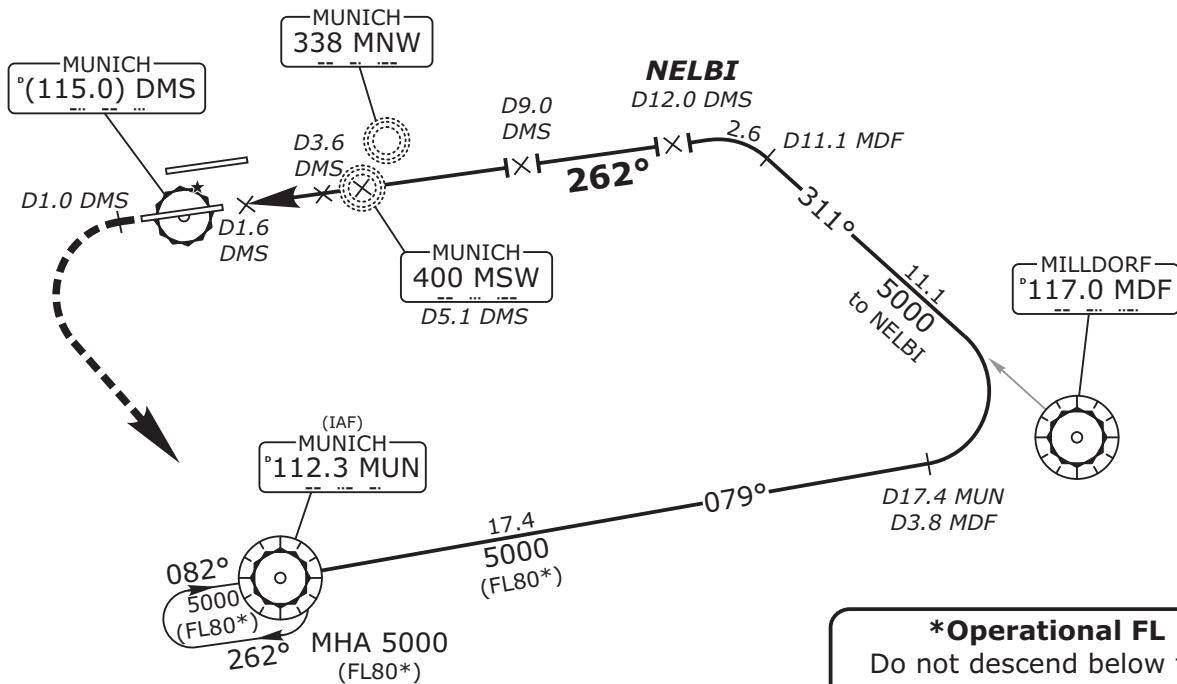 MUNICH
338 MNW
MUNICH
D(115.0) DMS
NELBI
D12.0 DMS
D9.0
DMS
D3.6
DMS
2.6
D11.1 MDF
262°
D1.0 DMS
D1.6
DMS
311°
MUNICH
400 MSW
D5.1 DMS
11.1
5000
to NELBI
MILLDORF
D117.0 MDF
(IAF)
MUNICH
D112.3 MUN
D17.4 MUN
D3.8 MDF
079°
17.4
5000
(FL80*)
082°
5000
(FL80*)
262°
MHA 5000
(FL80*)
*Operational FL
Do not descend below